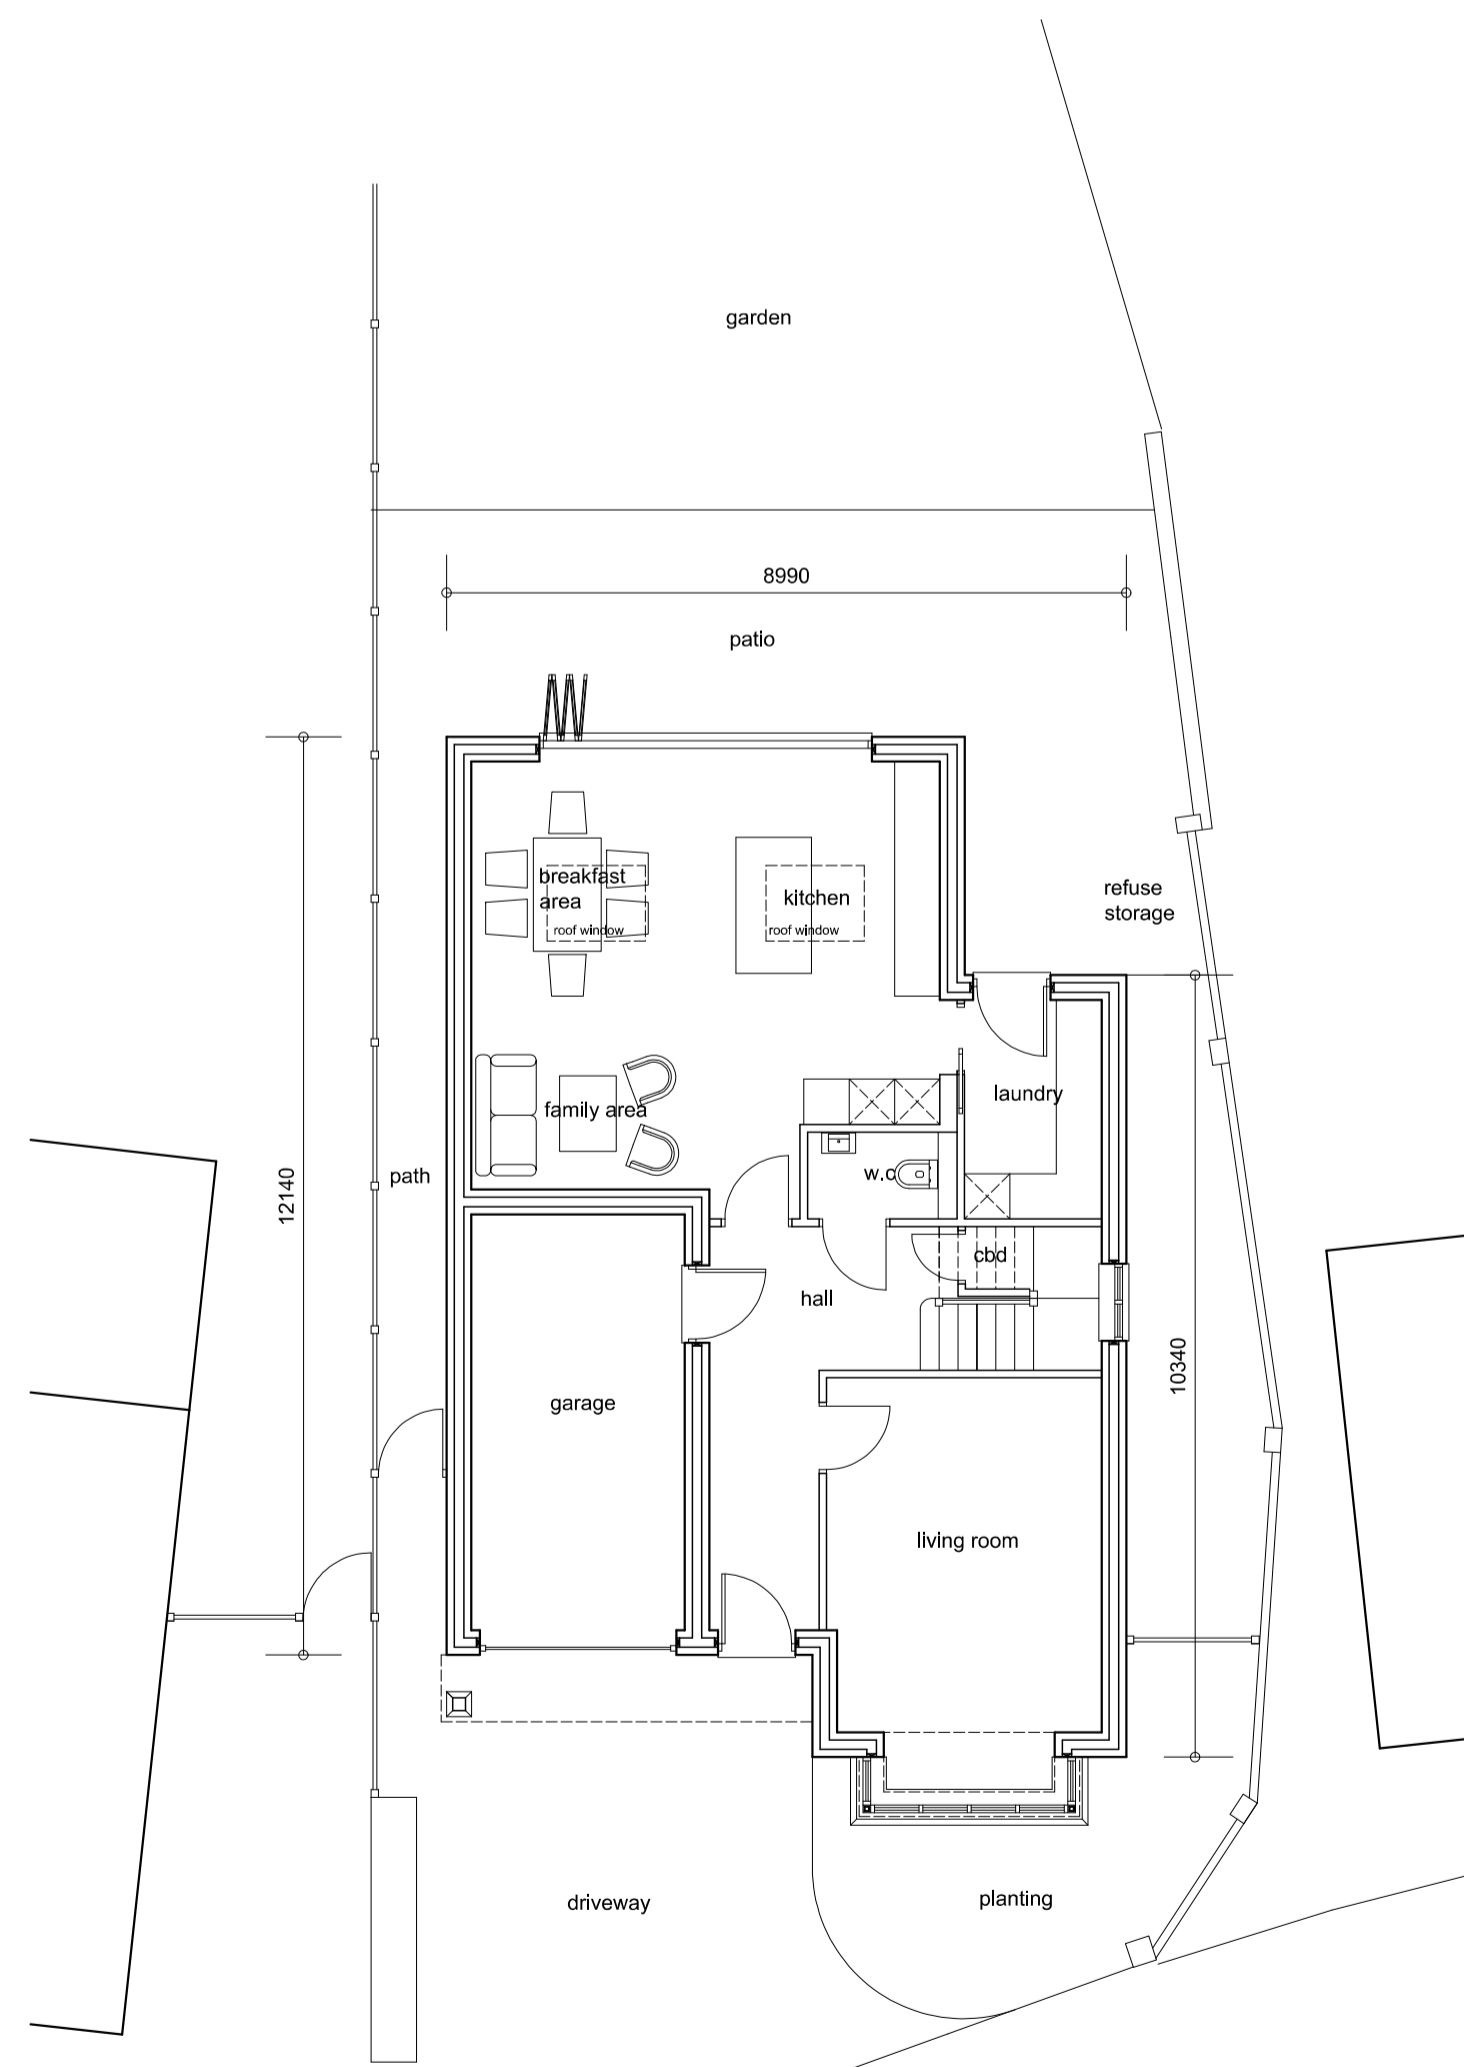 garden
8990
patio
breakfast
area
roof window
kitchen
roof window
refuse
storage
laundry
family area
w.c
path
12140
cbd
hall
10340
garage
living room
driveway
planting